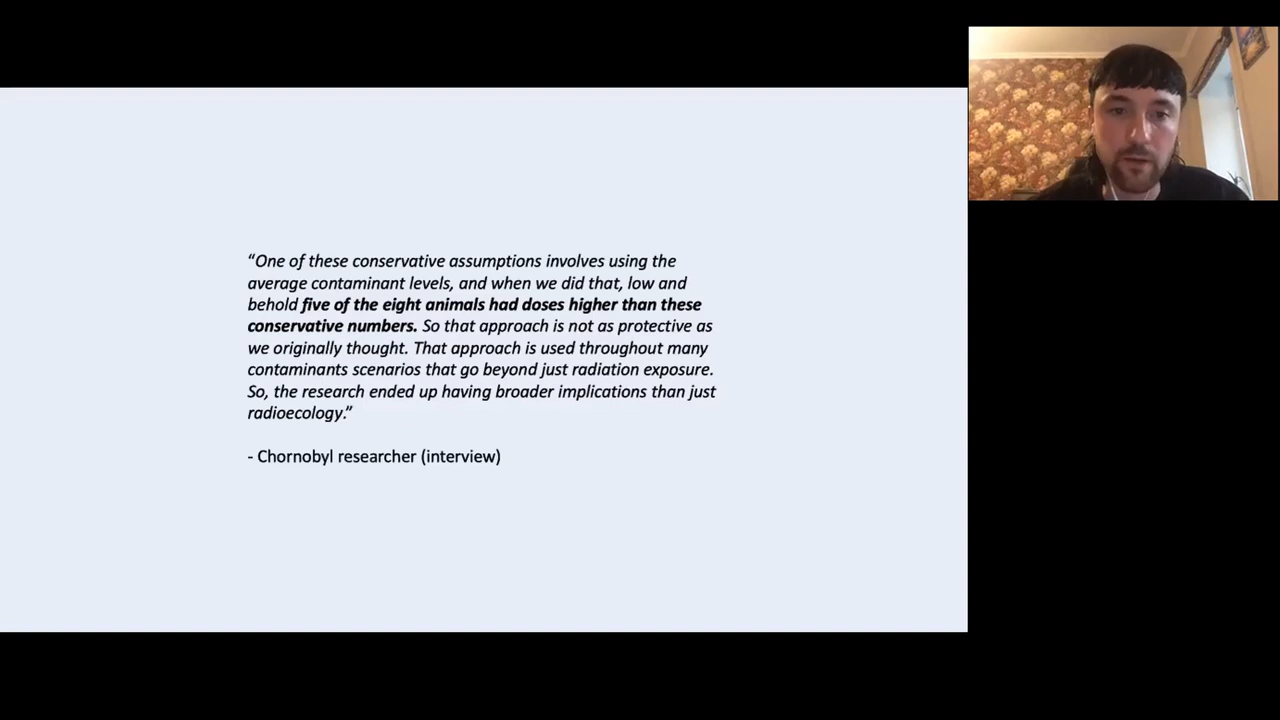 “One of these conservative assumptions involves using the
average contaminant levels, and when we did that, low and
behold five of the eight animals had doses higher than these
conservative numbers. So that approach is not as protective as
we originally thought. That approach is used throughout many
contaminants scenarios that go beyond just radiation exposure.
So, the research ended up having broader implications than just
radioecology.”
- Chornobyl researcher (interview)